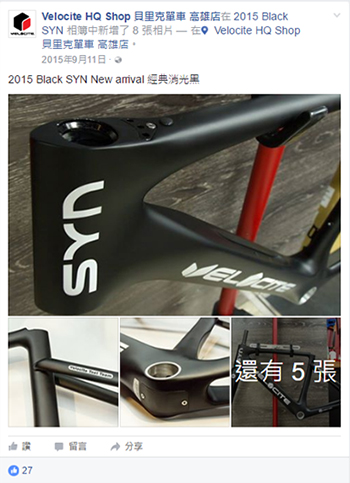 Velocite HQ Shop 貝里克單車 高雄店在 2015 Black
SYN 相簿中新增了 8 張相片 — 在 Velocite HQ Shop
貝里克單車 高雄店。
2015年9月11日 ·
2015 Black SYN New arrival 經典消光黑
SYN
VELOCITE
Velocite Test Team
還有 5 張
VELOCITE
讚 留言 分享
27